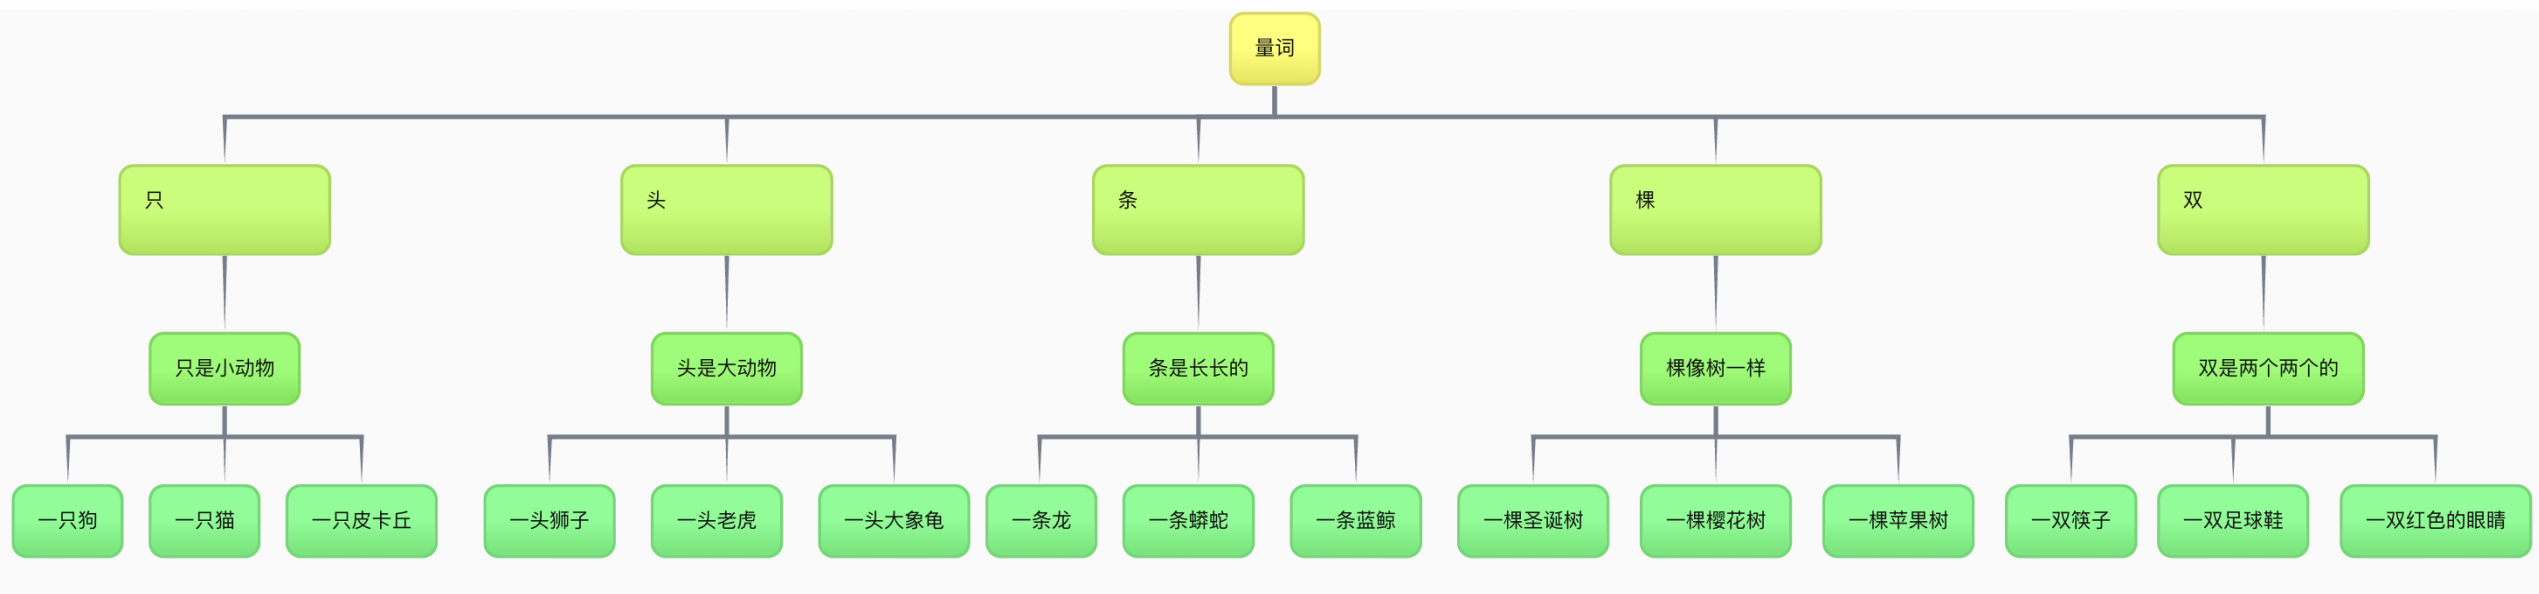 量词
只
头
条
棵
双
只是小动物
头是大动物
条是长长的
棵像树一样
双是两个两个的
一只狗
一只猫
一只皮卡丘
一头狮子
一头老虎
一头大象龟
一条龙
一条蟒蛇
一条蓝鲸
一棵圣诞树
一棵樱花树
一棵苹果树
一双筷子
一双足球鞋
一双红色的眼睛